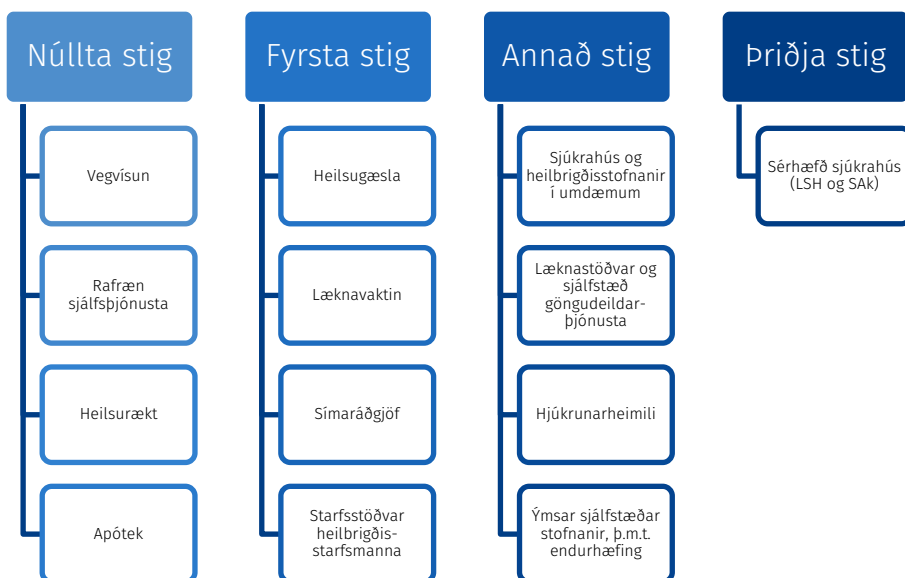 Núllta stig
Vegvísun
Rafræn
sjálfsþjónusta
Heilsurækt
Apótek
Fyrsta stig
Heilsugæsla
Læknavaktin
Símaráðgjöf
Starfsstöðvar
heilbrigðis-
starfsmanna
Annað stig
Sjúkrahús og
heilbrigðisstofnanir
í umdæmum
Læknastöðvar og
sjálfstæð
göngudeildar-
þjónusta
Hjúkrunarheimili
Ýmsar sjálfstæðar
stofnanir, þ.m.t.
endurhæfing
Þriðja stig
Sérhæfð sjúkrahús
(LSH og SAk)